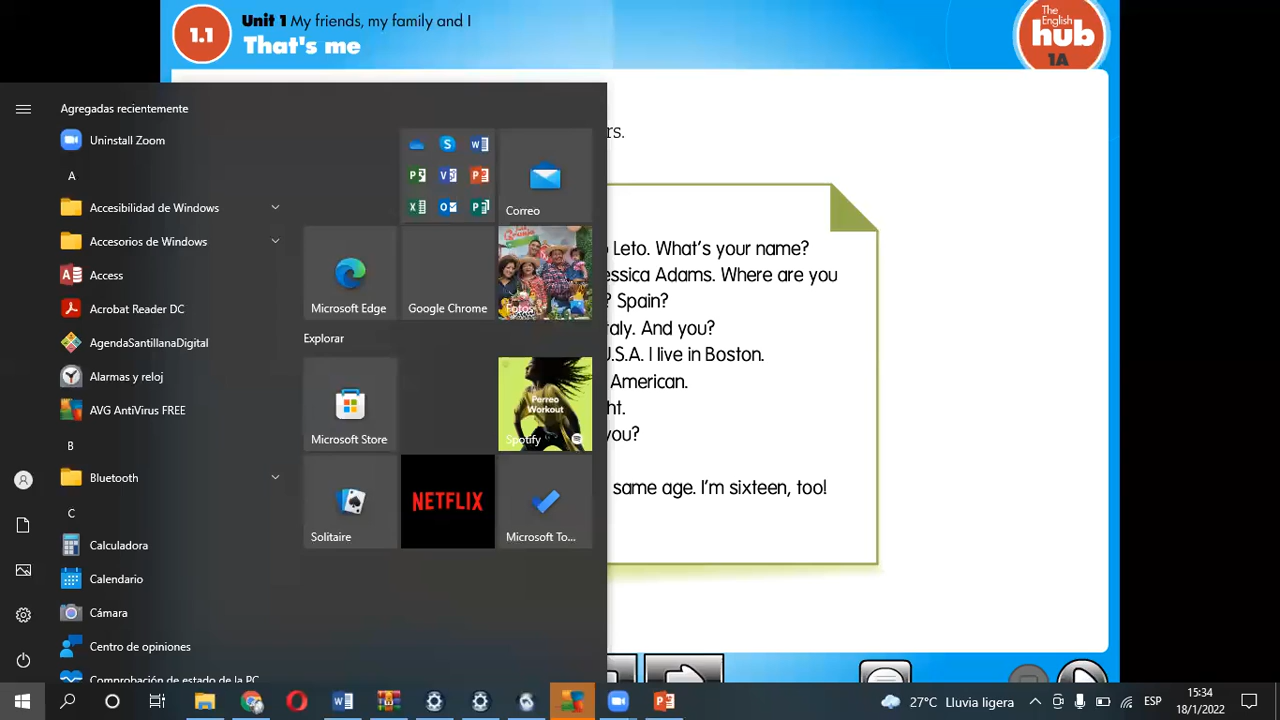 1.1
Unit 1 My friends, my family and I
That's me
The English
hub
1A
Agregadas recientemente
Uninstall Zoom
A
Accesibilidad de Windows
Accesorios de Windows
Access
Acrobat Reader DC
AgendaSantillanaDigital
Alarmas y reloj
AVG AntiVirus FREE
B
Bluetooth
C
Calculadora
Calendario
Cámara
Centro de opiniones
Comprobación de estado de la PC
Correo
Microsoft Edge
Google Chrome
Fotos
Explorar
Microsoft Store
Perreo
Workout
Spotify
Solitaire
NETFLIX
Microsoft To...
rs.
Leto. What's your name?
essica Adams. Where are you
? Spain?
aly. And you?
U.S.A. I live in Boston.
American.
ht.
you?
same age. I'm sixteen, too!
27°C Lluvia ligera
ESP
15:34
18/1/2022